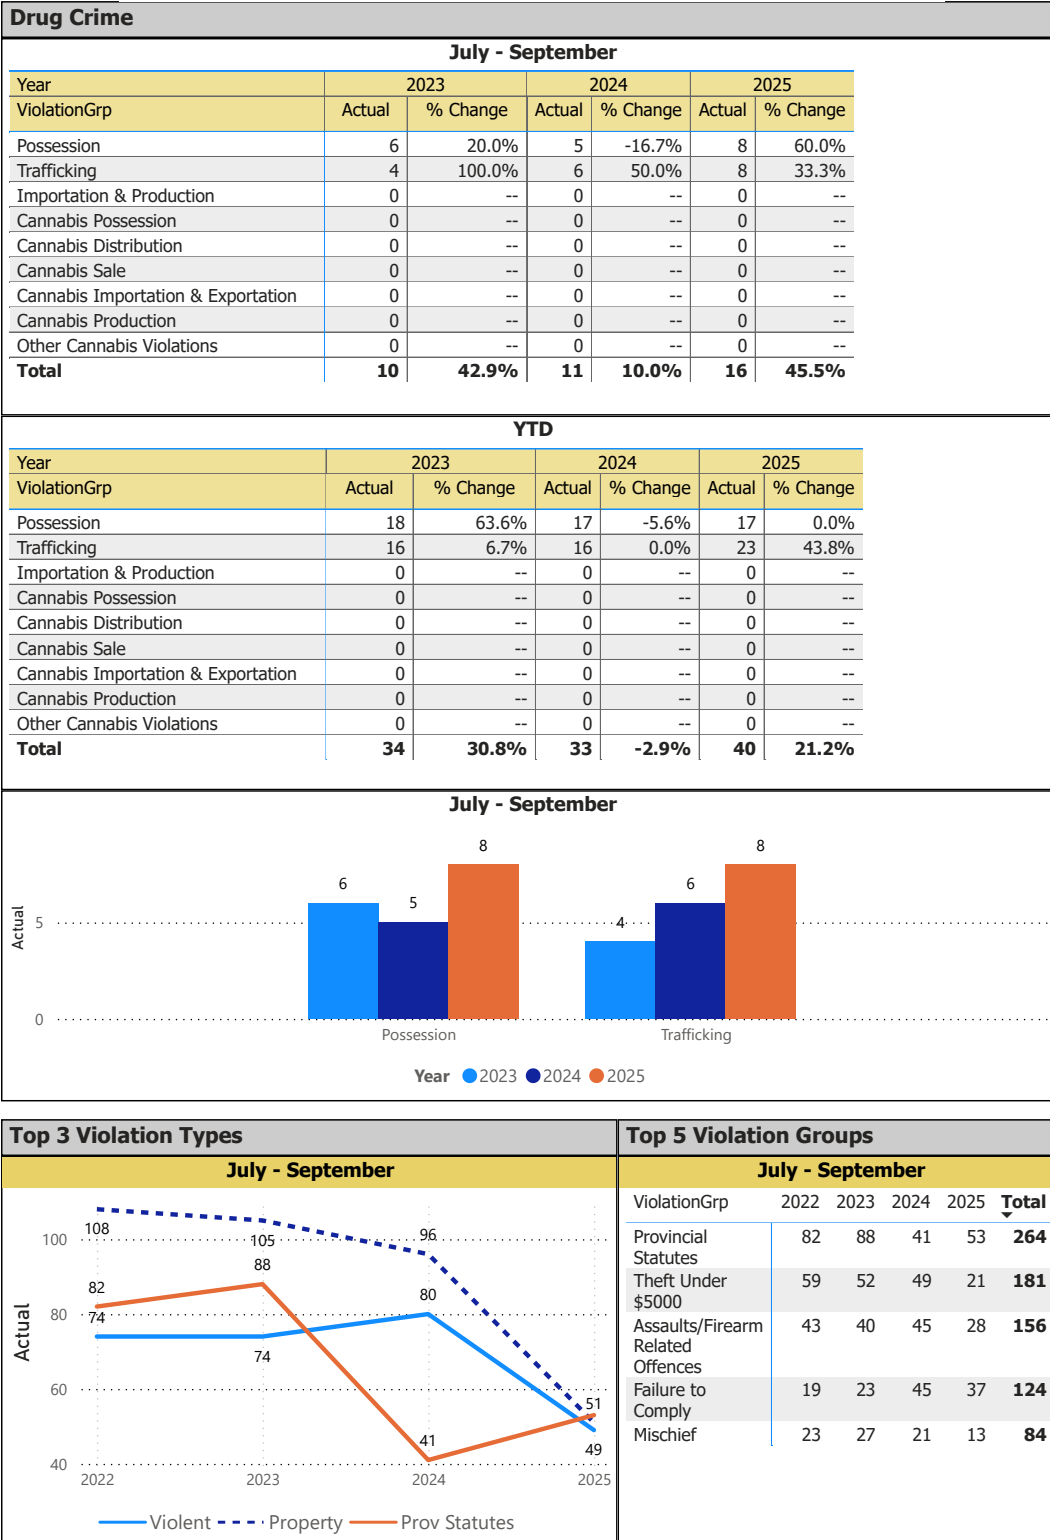 Drug Crime
July - September
Year 2023 2024 2025
ViolationGrp Actual % Change Actual % Change Actual % Change
Possession 6 20.0% 5 -16.7% 8 60.0%
Trafficking 4 100.0% 6 50.0% 8 33.3%
Importation & Production 0 -- 0 -- 0 --
Cannabis Possession 0 -- 0 -- 0 --
Cannabis Distribution 0 -- 0 -- 0 --
Cannabis Sale 0 -- 0 -- 0 --
Cannabis Importation & Exportation 0 -- 0 -- 0 --
Cannabis Production 0 -- 0 -- 0 --
Other Cannabis Violations 0 -- 0 -- 0 --
Total 10 42.9% 11 10.0% 16 45.5%
YTD
Year 2023 2024 2025
ViolationGrp Actual % Change Actual % Change Actual % Change
Possession 18 63.6% 17 -5.6% 17 0.0%
Trafficking 16 6.7% 16 0.0% 23 43.8%
Importation & Production 0 -- 0 -- 0 --
Cannabis Possession 0 -- 0 -- 0 --
Cannabis Distribution 0 -- 0 -- 0 --
Cannabis Sale 0 -- 0 -- 0 --
Cannabis Importation & Exportation 0 -- 0 -- 0 --
Cannabis Production 0 -- 0 -- 0 --
Other Cannabis Violations 0 -- 0 -- 0 --
Total 34 30.8% 33 -2.9% 40 21.2%
July - September
Actual
5
0
6 5 8
4 6 8
Possession Trafficking
Year 2023 2024 2025
Top 3 Violation Types
July - September
Actual
100
80
60
40
108
105
96
82
88
80
74
74
41
51
49
2022 2023 2024 2025
Violent Property Prov Statutes
Top 5 Violation Groups
July - September
ViolationGrp 2022 2023 2024 2025 Total
Provincial 82 88 41 53 264
Statutes
Theft Under 59 52 49 21 181
$5000
Assaults/Firearm 43 40 45 28 156
Related
Offences
Failure to 19 23 45 37 124
Comply
Mischief 23 27 21 13 84